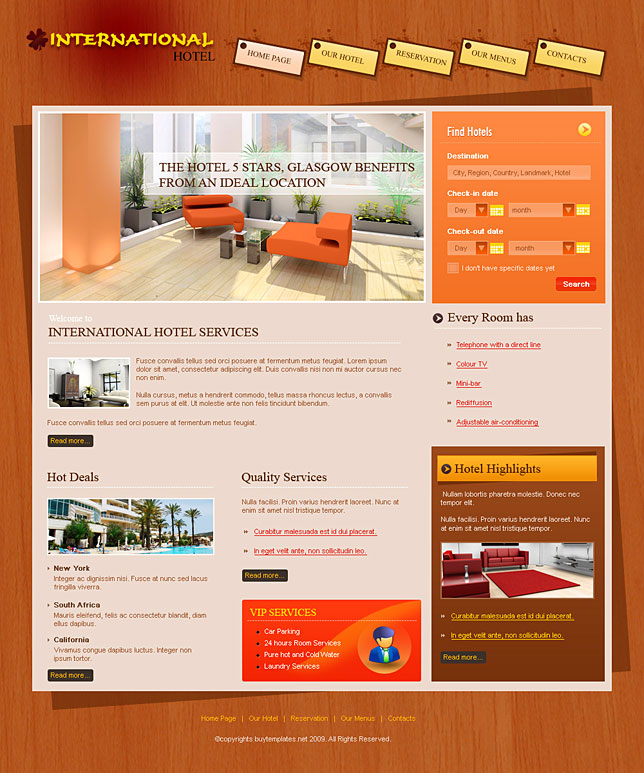 INTERNATIONAL
HOTEL
HOME PAGE
OUR HOTEL
RESERVATION
OUR MENUS
CONTACTS
THE HOTEL 5 STARS, GLASGOW BENEFITS
FROM AN IDEAL LOCATION
Find Hotels
Destination
City, Region, Country, Landmark, Hotel
Check-in date
Day
month
Check-out date
Day
month
I don't have specific dates yet
Search
Welcome to
INTERNATIONAL HOTEL SERVICES
Fusce convallis tellus sed orci posuere at fermentum metus feugiat. Lorem ipsum
dolor sit amet, consectetur adipiscing elit. Duis convallis nisi non mi auctor cursus nec
non enim.
Nulla cursus, metus a hendrerit commodo, tellus massa rhoncus lectus, a convallis
sem purus at elit. Ut molestie ante non felis tincidunt bibendum.
Fusce convallis tellus sed orci posuere at fermentum metus feugiat.
Read more...
Every Room has
Telephone with a direct line
Colour TV
Mini-bar
Rediffusion
Adjustable air-conditioning
Hot Deals
New York
Integer ac dignissim nisi. Fusce at nunc sed lacus
fringilla viverra.
South Africa
Mauris eleifend, felis ac consectetur blandit, diam
ellus dapibus.
California
Vivamus congue dapibus luctus. Integer non
ipsum tortor.
Read more...
Quality Services
Nulla facilisi. Proin varius hendrerit laoreet. Nunc at
enim sit amet nisl tristique tempor.
Curabitur malesuada est id dui placerat.
In eget velit ante, non sollicitudin leo.
Read more...
VIP SERVICES
Car Parking
24 hours Room Services
Pure hot and Cold Water
Laundry Services
Hotel Highlights
Nullam lobortis pharetra molestie. Donec nec
tempor elit.
Nulla facilisi. Proin varius hendrerit laoreet. Nunc
at enim sit amet nisl tristique tempor.
Curabitur malesuada est id dui placerat.
In eget velit ante, non sollicitudin leo.
Read more...
Home Page | Our Hotel | Reservation | Our Menus | Contacts
©copyrights buytemplates.net 2009. All Rights Reserved.